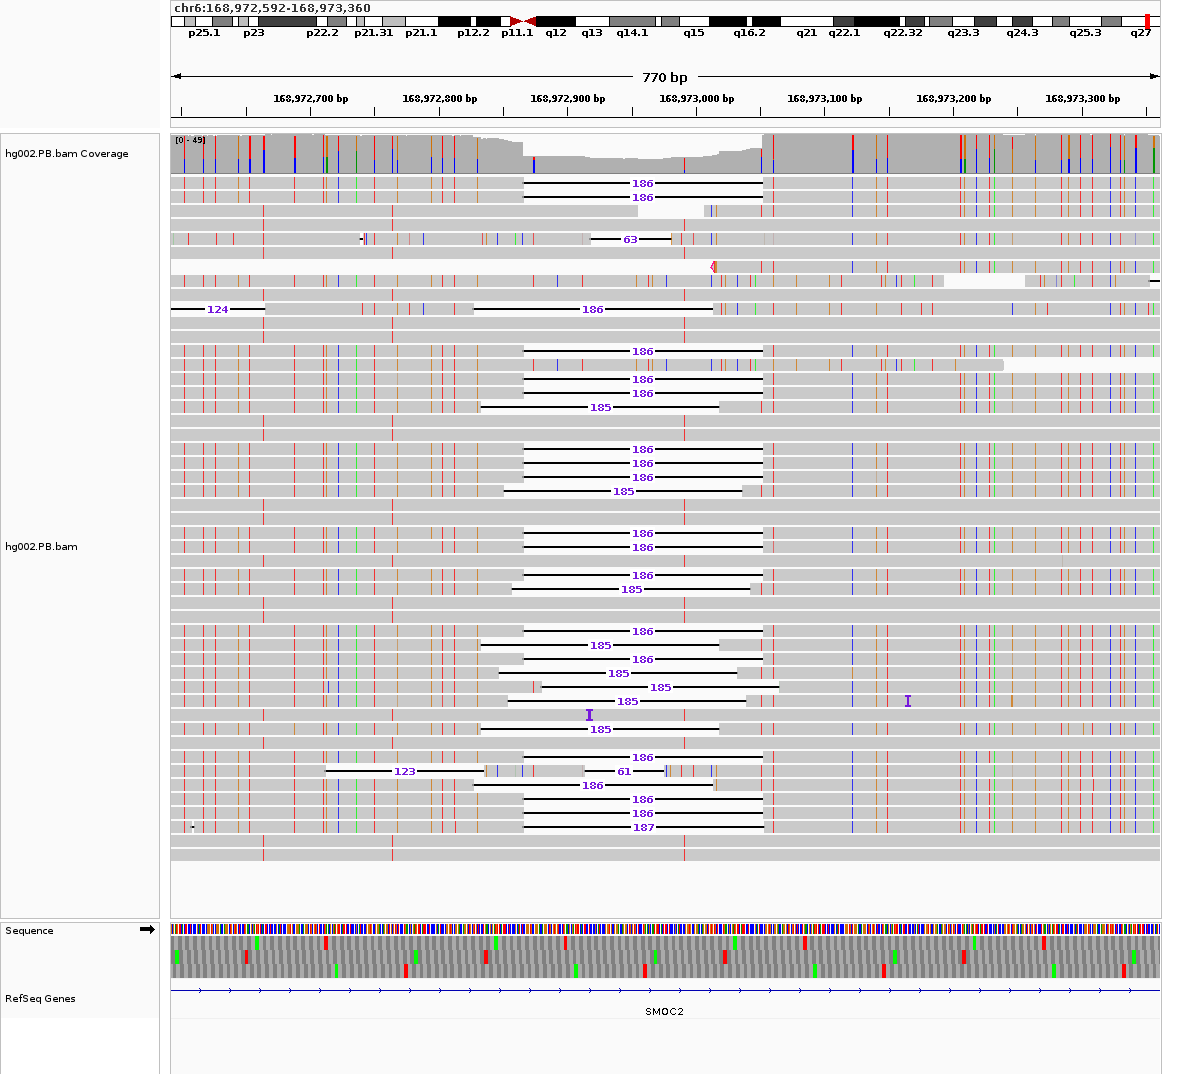 chr6:168,972,592-168,973,360
p25.1 p23 p22.2 p21.31 p21.1 p12.2 p11.1 q12 q13 q14.1 q15 q16.2 q21 q22.1 q22.32 q23.3 q24.3 q25.3 q27
770 bp
168,972,700 bp 168,972,800 bp 168,972,900 bp 168,973,000 bp 168,973,100 bp 168,973,200 bp 168,973,300 bp
[0 - 49]
hg002.PB.bam Coverage
186
186
63
124 186
186
186
186
185
186
186
186
185
hg002.PB.bam
186
186
186
185
186
185
186
185
185
185
185
186
123 61
186
186
186
187
Sequence
RefSeq Genes
SMOC2